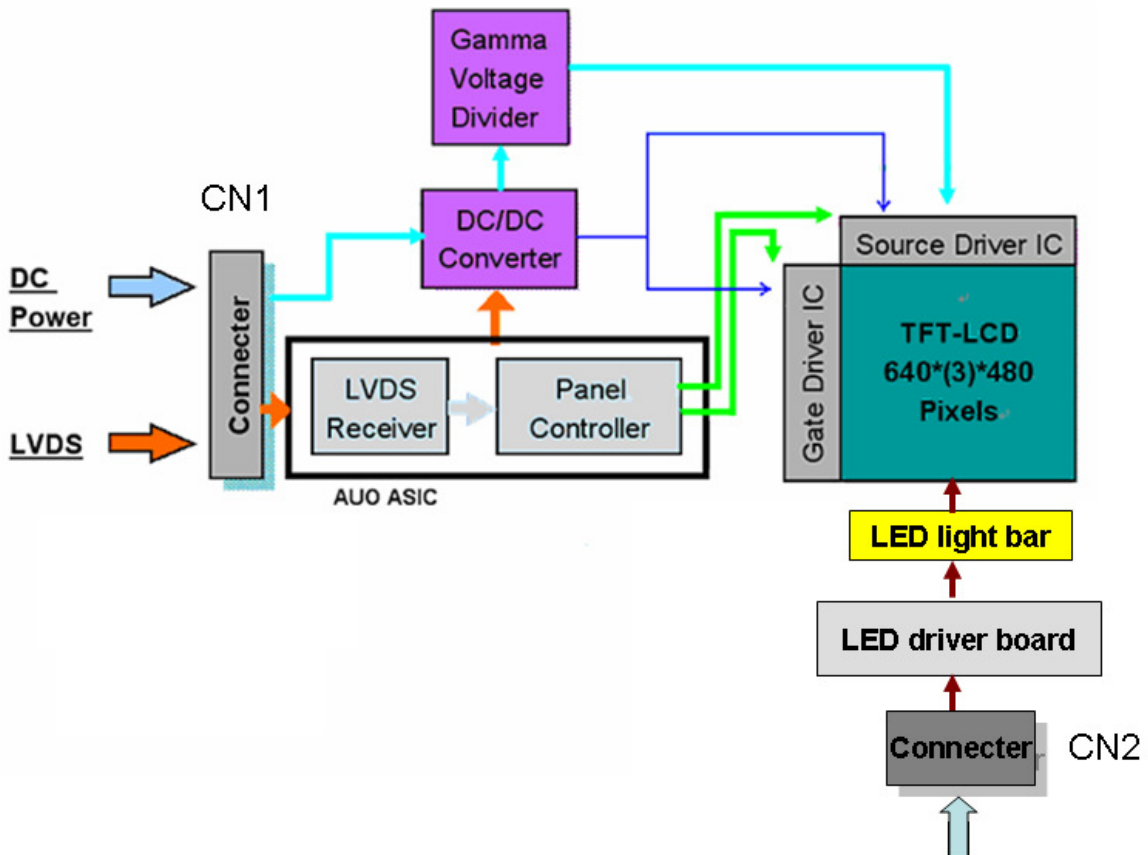 Gamma
Voltage
Divider
CN1
DC/DC
Converter
DC
Power
LVDS
Connecter
LVDS
Receiver
Panel
Controller
AUO ASIC
Source Driver IC
Gate Driver IC
TFT-LCD
640*(3)*480
Pixels
LED light bar
LED driver board
Connecter
CN2